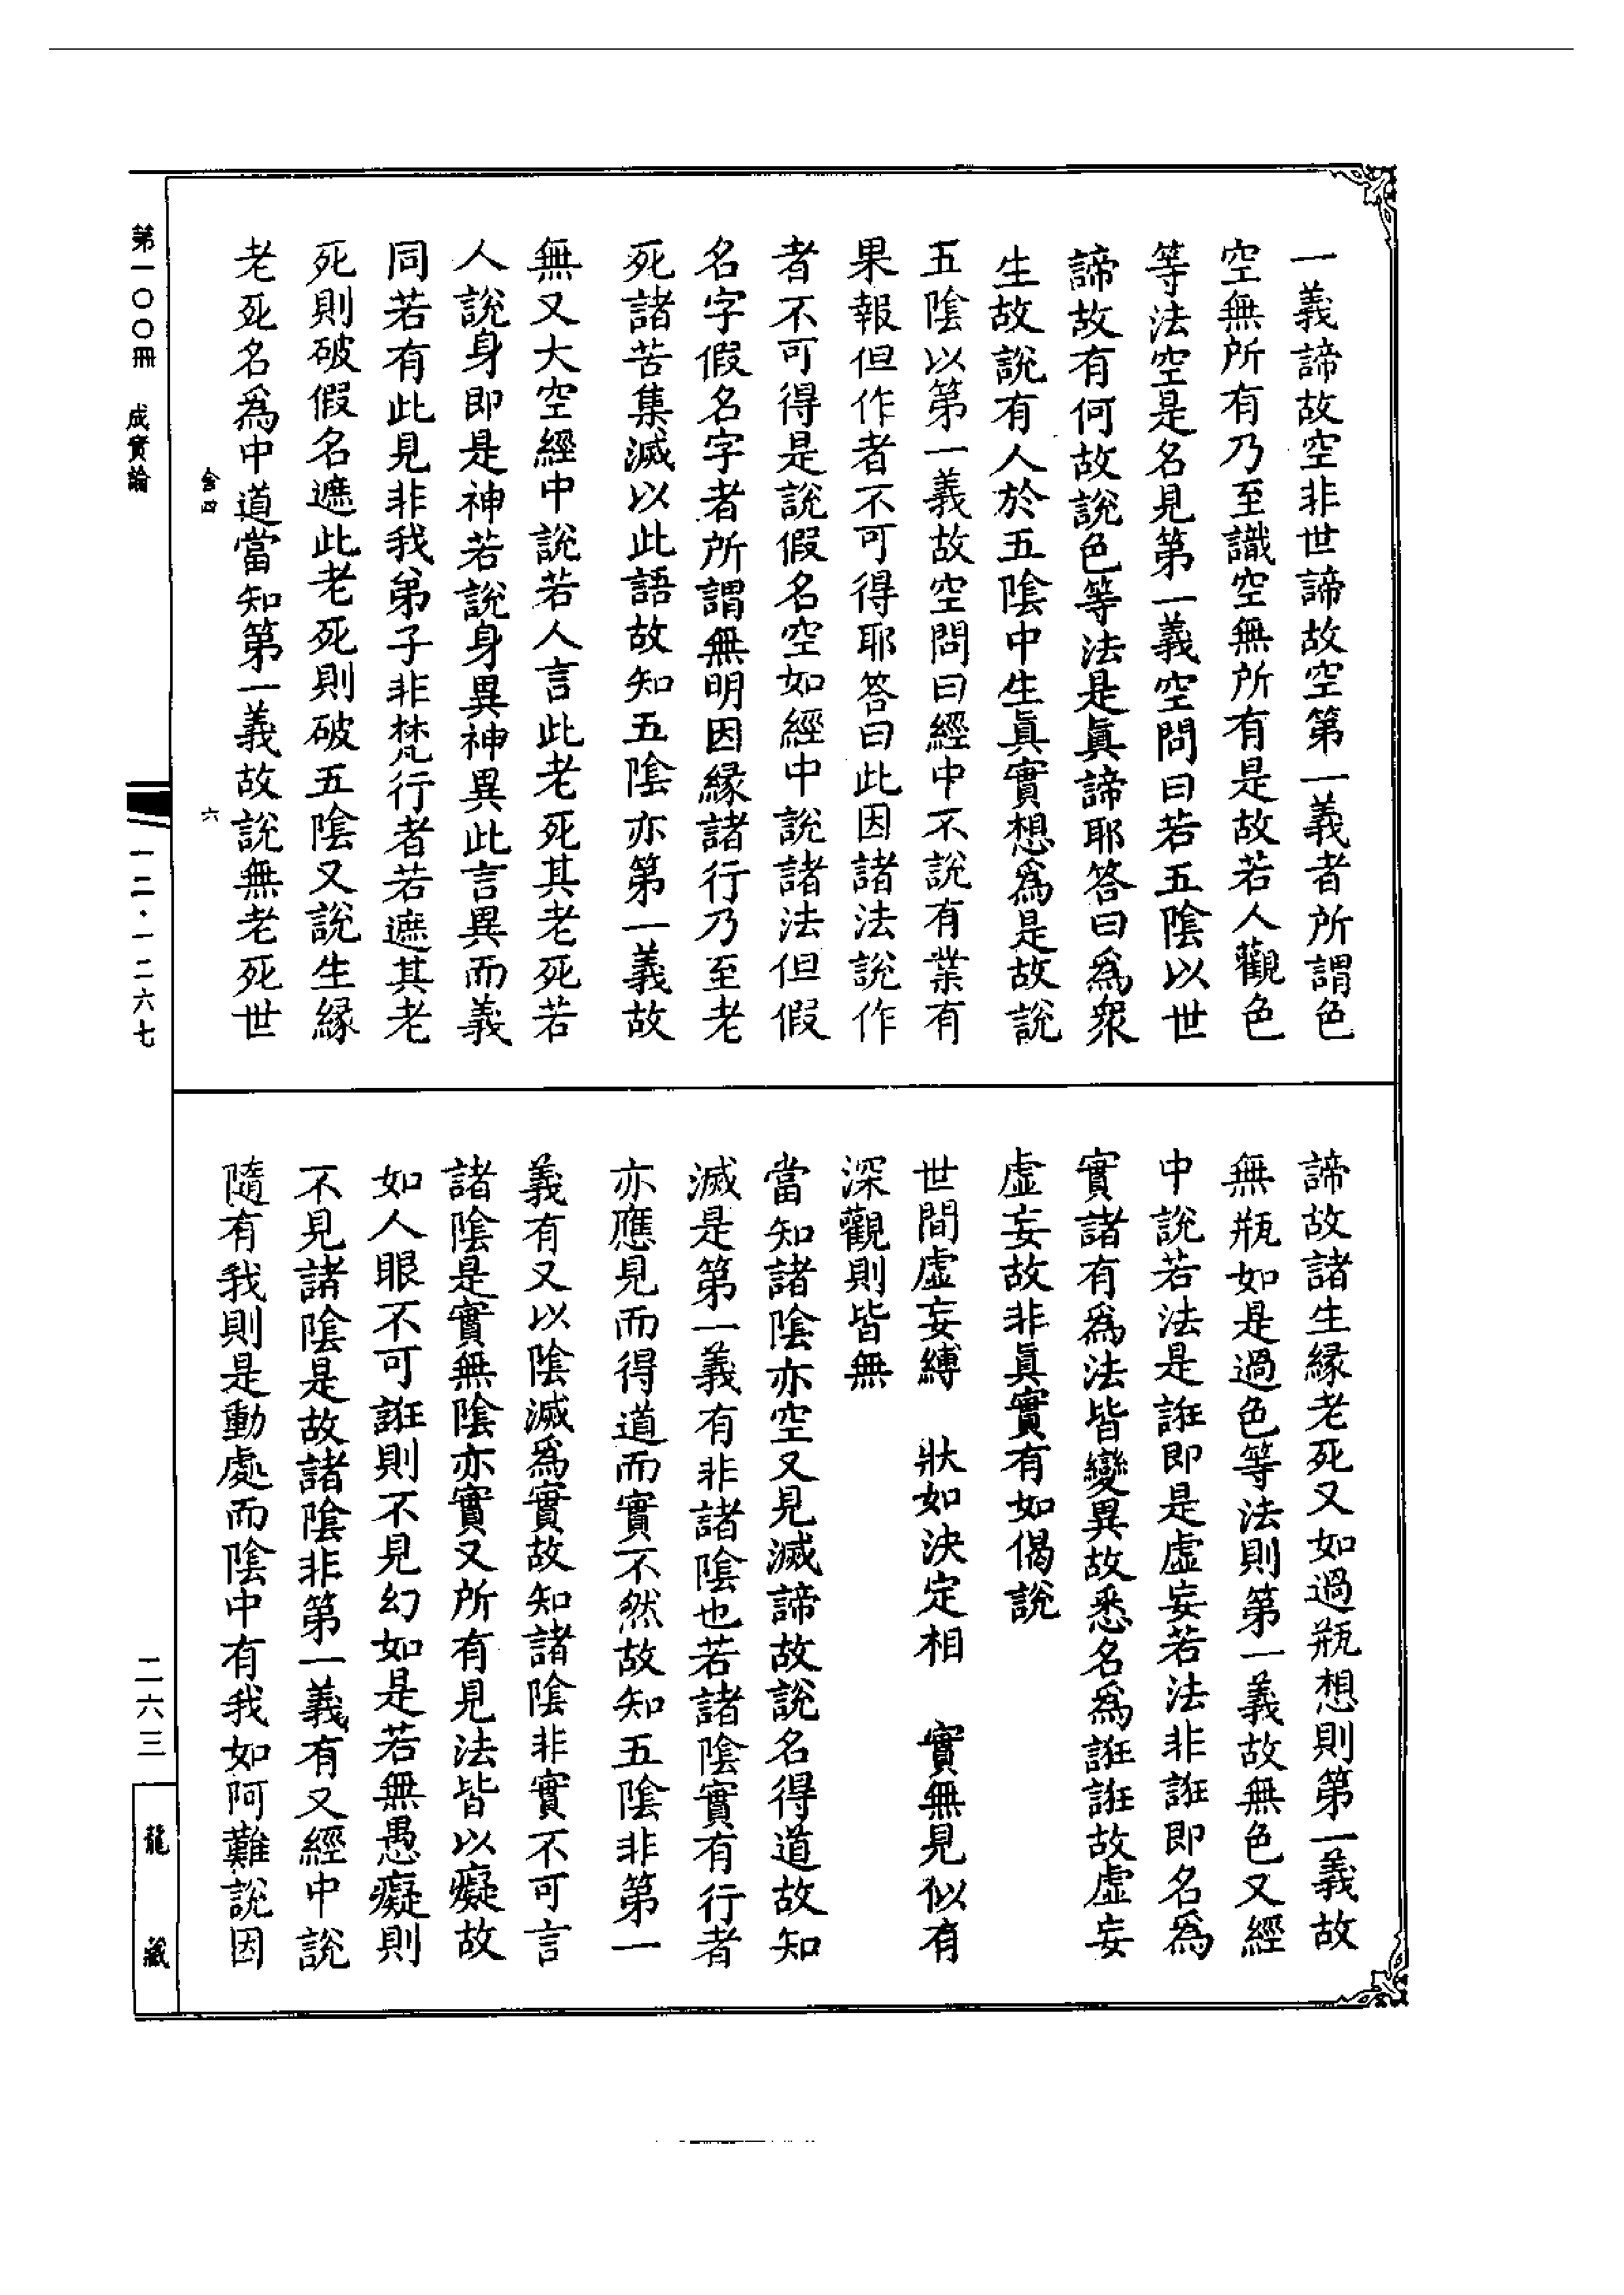 一義諦故空非世諦故空第一義者所謂色
空無所有乃至識空無所有是故若人觀色
等法空是名見第一義空問曰若五陰以世
諦故有何故說色等法是眞諦耶答曰爲衆
生故說有人於五陰中生眞實想爲是故說
五陰以第一義故空問曰經中不說有業有
果報但作者不可得耶答曰此因諸法說作
者不可得是說假名空如經中說諸法但假
名字假名字者所謂無明因緣諸行乃至老
死諸苦集滅以此語故知五陰亦第一義故
無又大空經中說若人言此老死其老死若
人說身即是神若說身異神異此言異而義
同若有此見非我弟子非梵行者若遮其老
死則破假名遮此老死則破五陰又說生緣
老死名爲中道當知第一義故說無老死世
諦故諸生緣老死又如過瓶想則第一義故
無瓶如是過色等法則第一義故無色又經
中說若法是誑即是虛妄若法非誑即名爲
實諸有爲法皆變異故悉名爲誑誑故虛妄
虛妄故非眞實有如偈說
世間虛妄縛　狀如決定相　實無見似有
深觀則皆無
當知諸陰亦空又見滅諦故說名得道故知
滅是第一義有非諸陰也若諸陰實有行者
亦應見而得道而實不然故知五陰非第一
義有又以陰滅爲實故知諸陰非實不可言
諸陰是實無陰亦實又所有見法皆以癡故
如人眼不可誑則不見幻如是若無愚癡則
不見諸陰是故諸陰非第一義有又經中說
隨有我則是動處而陰中有我如阿難說因
舍四
六
第一〇〇冊　成實論
一二·一二六七
二六三
龍藏